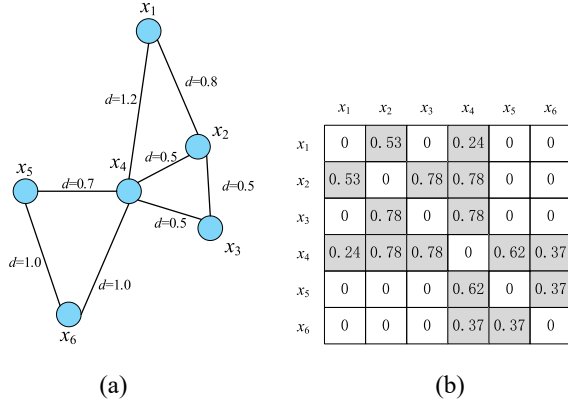 x1
d=0.8
d=1.2
x2
x4
d=0.5
x5
d=0.7
d=0.5
d=0.5
x3
d=1.0
d=1.0
x6
(a)
x1 x2 x3 x4 x5 x6
x1 0 0.53 0 0.24 0 0
x2 0.53 0 0.78 0.78 0 0
x3 0 0.78 0 0.78 0 0
x4 0.24 0.78 0.78 0 0.62 0.37
x5 0 0 0 0.62 0 0.37
x6 0 0 0 0.37 0.37 0
(b)